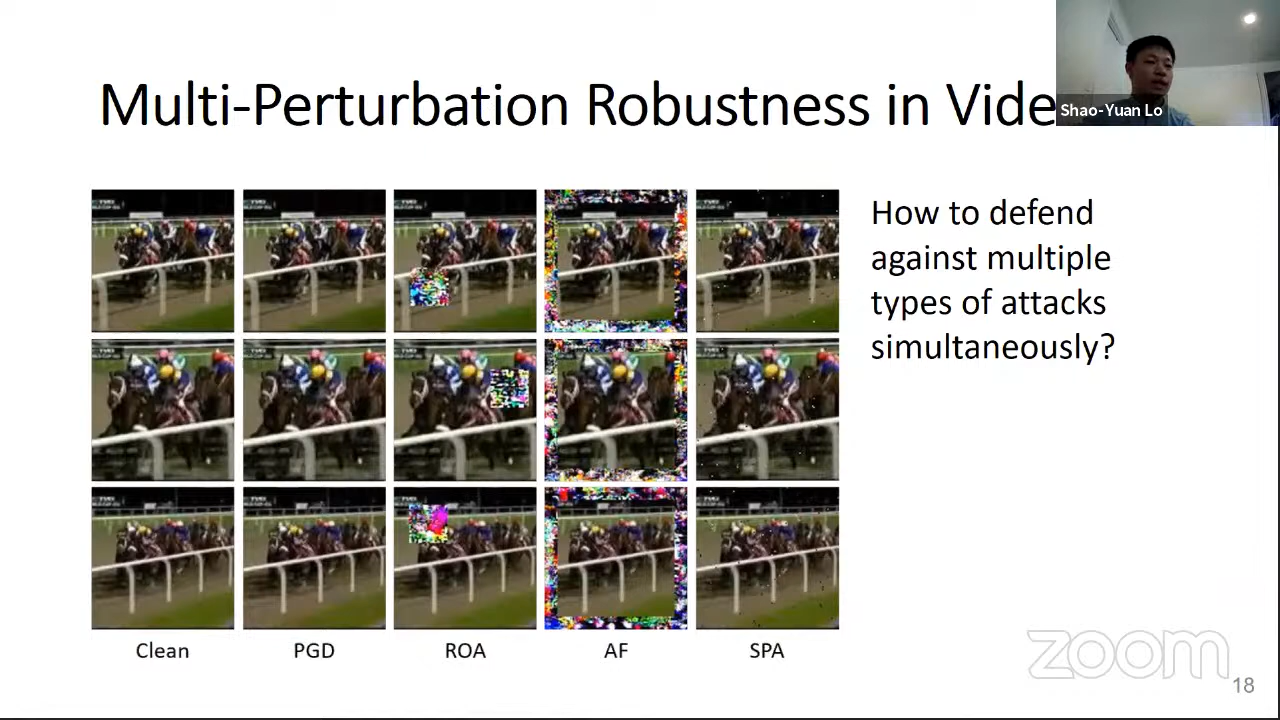 Multi-Perturbation Robustness in Vide
Shao-Yuan Lo
How to defend
against multiple
types of attacks
simultaneously?
Clean
PGD
ROA
AF
SPA
zoom
18